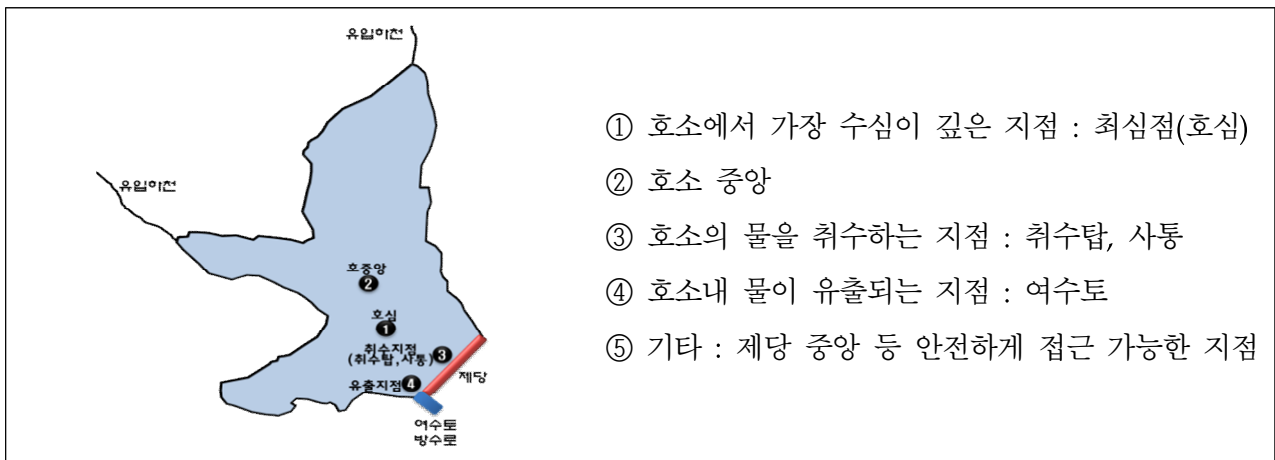 유입하천
유입하천
호중앙
❷
호심
❶
취수지점
(취수탑,사통)❸
유출지점❹
제당
여수토
방수로
① 호소에서 가장 수심이 깊은 지점 : 최심점(호심)
② 호소 중앙
③ 호소의 물을 취수하는 지점 : 취수탑, 사통
④ 호소내 물이 유출되는 지점 : 여수토
⑤ 기타 : 제당 중앙 등 안전하게 접근 가능한 지점